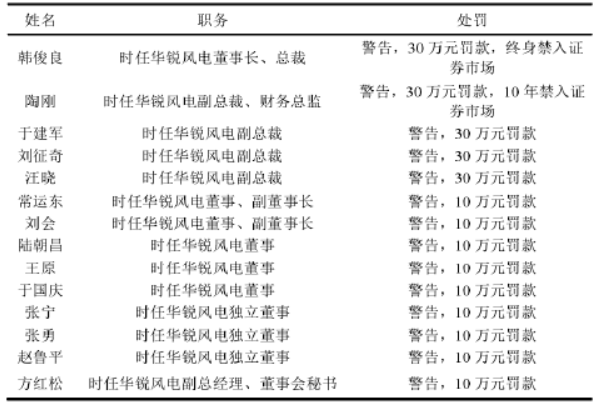 姓名 职务 处罚
韩俊良 时任华锐风电董事长、总裁 警告，30 万元罚款，终身禁入证
券市场
陶刚 时任华锐风电副总裁、财务总监 警告，30 万元罚款，10 年禁入证
券市场
于建军 时任华锐风电副总裁 警告，30 万元罚款
刘征奇 时任华锐风电副总裁 警告，30 万元罚款
汪晓 时任华锐风电副总裁 警告，30 万元罚款
常运东 时任华锐风电董事、副董事长 警告，10 万元罚款
刘会 时任华锐风电董事、副董事长 警告，10 万元罚款
陆朝昌 时任华锐风电董事 警告，10 万元罚款
王原 时任华锐风电董事 警告，10 万元罚款
于国庆 时任华锐风电董事 警告，10 万元罚款
张宁 时任华锐风电独立董事 警告，10 万元罚款
张勇 时任华锐风电独立董事 警告，10 万元罚款
赵鲁平 时任华锐风电独立董事 警告，10 万元罚款
方红松 时任华锐风电副总经理、董事会秘书 警告，10 万元罚款